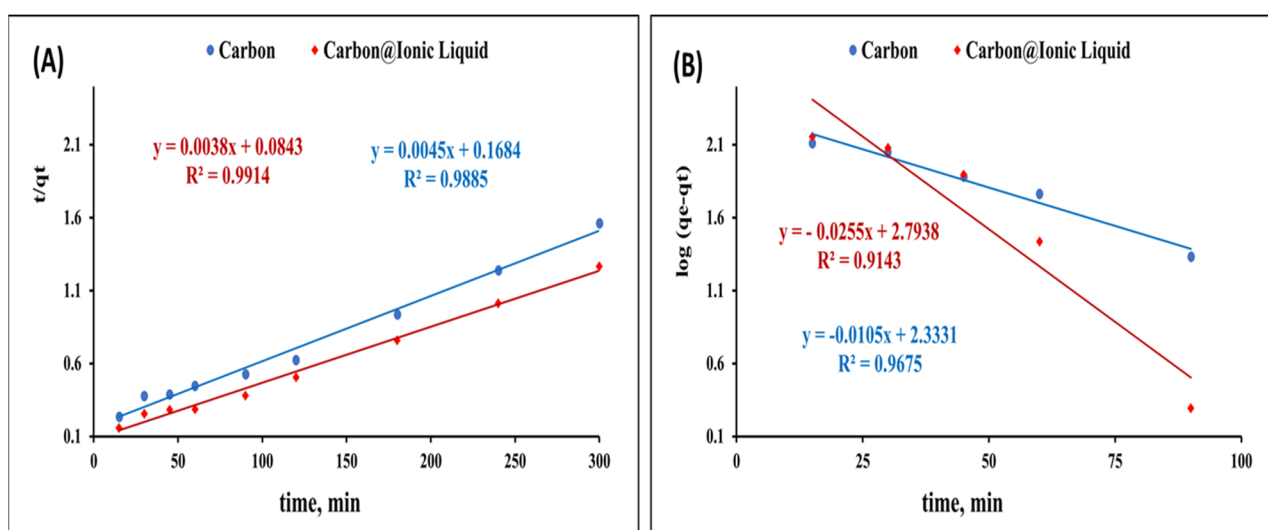 (A)
Carbon
Carbon@Ionic Liquid
y = 0.0038x + 0.0843
R² = 0.9914
y = 0.0045x + 0.1684
R² = 0.9885
t/qt
2.1
1.6
1.1
0.6
0.1
0
50
100
150
200
250
300
time, min
(B)
Carbon
Carbon@Ionic Liquid
log (qe-qt)
2.1
1.6
1.1
0.6
0.1
y = - 0.0255x + 2.7938
R² = 0.9143
y = -0.0105x + 2.3331
R² = 0.9675
0
25
50
75
100
time, min